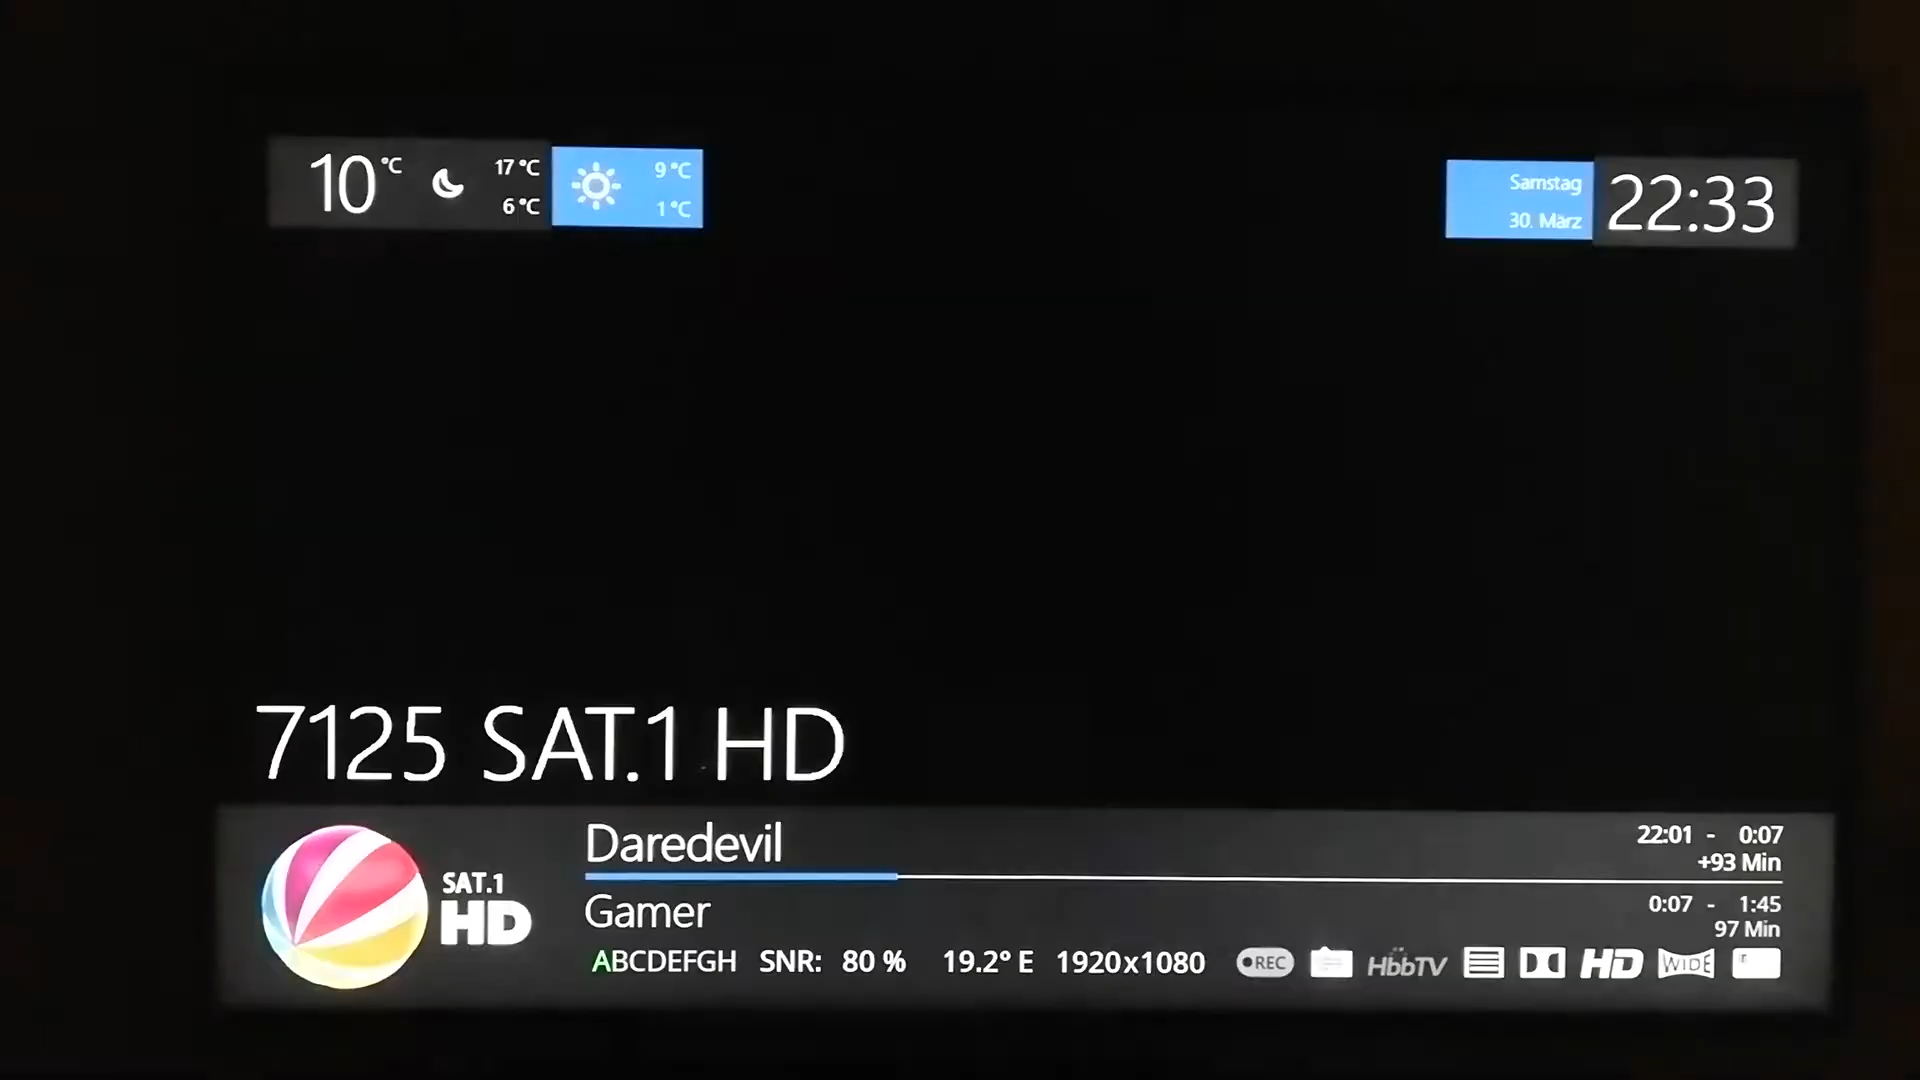 10 °C
17 °C
6 °C
9 °C
1 °C
Samstag
30. März
22:33
7125 SAT.1 HD
SAT.1
HD
Daredevil
22:01 - 0:07
+93 Min
Gamer
0:07 - 1:45
97 Min
ABCDEFGH SNR: 80 % 19.2° E 1920x1080 REC HbbTV HD WIDE